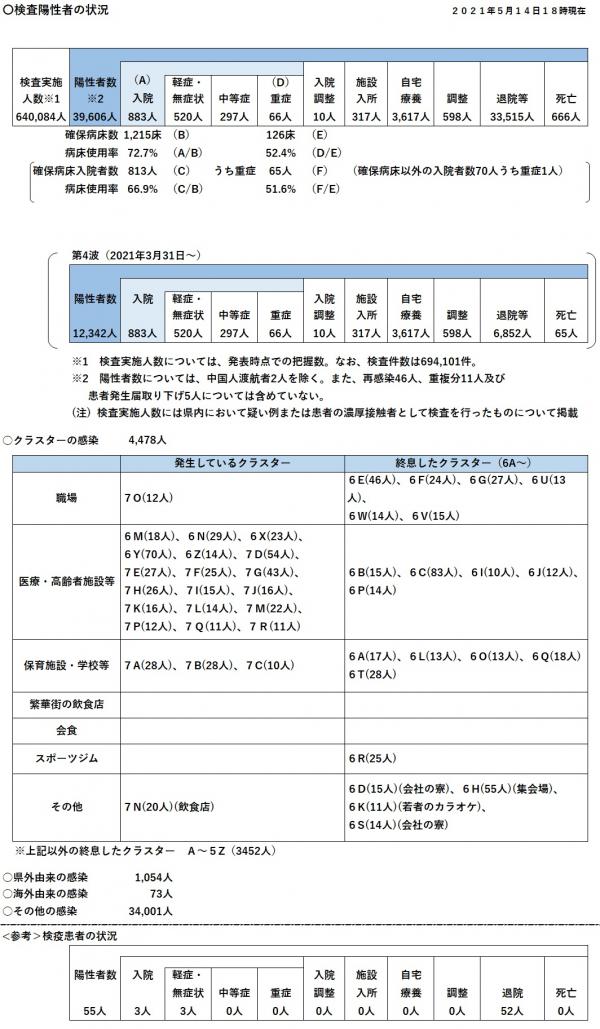 〇検査陽性者の状況 2021年5月14日18時現在
検査実施人数※1 陽性者数※2 (A)入院 軽症・無症状 中等症 (D)重症 入院調整 施設入所 自宅療養 調整 退院等 死亡
640,084人 39,606人 883人 520人 297人 66人 10人 317人 3,617人 598人 33,515人 666人
確保病床数 1,215床 (B) 126床 (E)
病床使用率 72.7% (A/B) 52.4% (D/E)
確保病床入院者数 813人 (C) うち重症 65人 (F) (確保病床以外の入院者数70人うち重症1人)
病床使用率 66.9% (C/B) 51.6% (F/E)
第4波（2021年3月31日～）
陽性者数 入院 軽症・無症状 中等症 重症 入院調整 施設入所 自宅療養 調整 退院等 死亡
12,342人 883人 520人 297人 66人 10人 317人 3,617人 598人 6,852人 65人
※1 検査実施人数については、発表時点での把握数。なお、検査件数は694,101件。
※2 陽性者数については、中国人渡航者2人を除く。また、再感染46人、重複分11人及び
患者発生届取り下げ5人については含めていない。
（注）検査実施人数には県内において疑い例または患者の濃厚接触者として検査を行ったものについて掲載
〇クラスターの感染 4,478人
発生しているクラスター 終息したクラスター（6A～）
職場 7O(12人) 6E(46人)、6F(24人)、6G(27人)、6U(13
人)、
6W(14人)、6V(15人)
医療・高齢者施設等
6M(18人)、6N(29人)、6X(23人)、
6Y(70人)、6Z(14人)、7D(54人)、
7E(27人)、7F(25人)、7G(43人)、
7H(26人)、7I(15人)、7J(16人)、
7K(16人)、7L(14人)、7M(22人)、
7P(12人)、7Q(11人)、7R(11人)
6B(15人)、6C(83人)、6I(10人)、6J(12人)、
6P(14人)
保育施設・学校等 7A(28人)、7B(28人)、7C(10人)
6A(17人)、6L(13人)、6O(13人)、6Q(18人)
6T(28人)
繁華街の飲食店
会食
スポーツジム 6R(25人)
その他 7N(20人)(飲食店)
6D(15人)(会社の寮)、6H(55人)(集会場)、
6K(11人)(若者のカラオケ)、
6S(14人)(会社の寮)
※上記以外の終息したクラスター A～5Z（3452人）
〇県外由来の感染 1,054人
〇海外由来の感染 73人
〇その他の感染 34,001人
<参考>検疫患者の状況
陽性者数 入院 軽症・無症状 中等症 重症 入院調整 施設入所 自宅療養 調整 退院 死亡
55人 3人 3人 0人 0人 0人 0人 0人 0人 52人 0人